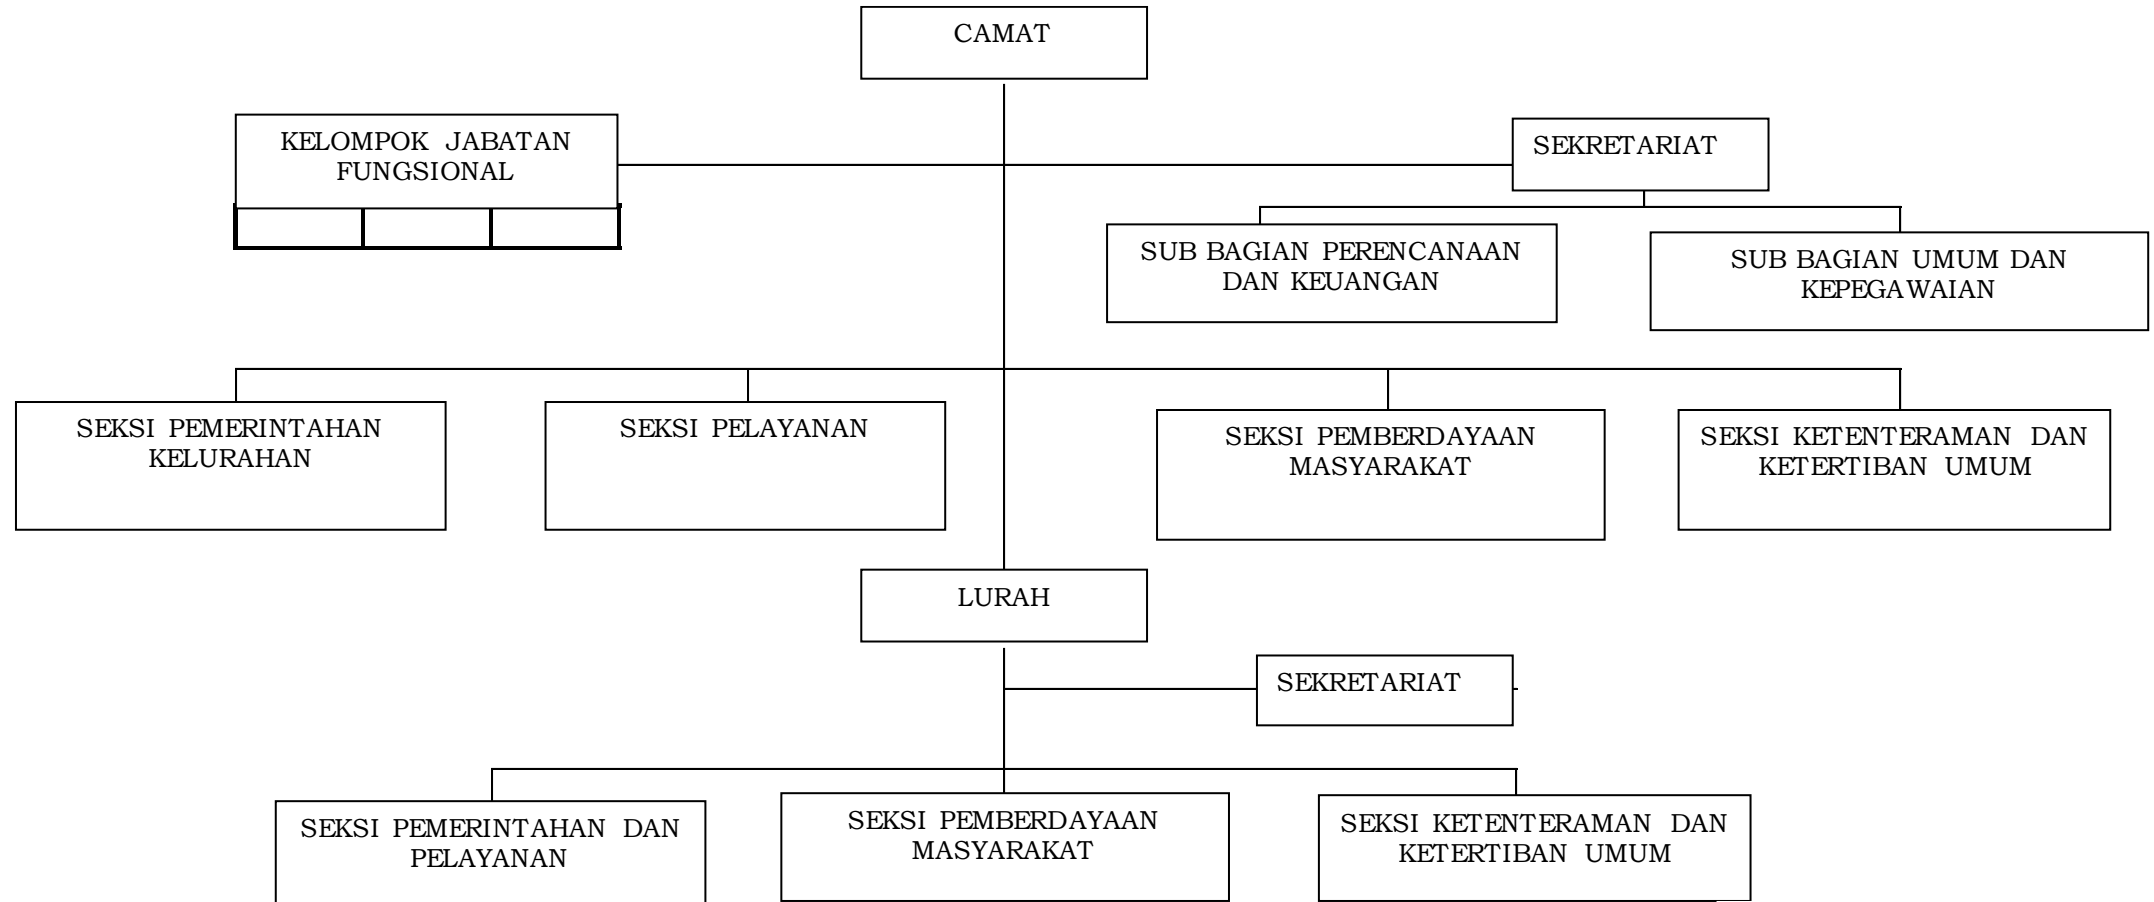 CAMAT
KELOMPOK JABATAN
FUNGSIONAL
SEKRETARIAT
SUB BAGIAN PERENCANAAN
DAN KEUANGAN
SUB BAGIAN UMUM DAN
KEPEGAWAIAN
SEKSI PEMERINTAHAN
KELURAHAN
SEKSI PELAYANAN
SEKSI PEMBERDAYAAN
MASYARAKAT
SEKSI KETENTERAMAN DAN
KETERTIBAN UMUM
LURAH
SEKRETARIAT
SEKSI PEMERINTAHAN DAN
PELAYANAN
SEKSI PEMBERDAYAAN
MASYARAKAT
SEKSI KETENTERAMAN DAN
KETERTIBAN UMUM